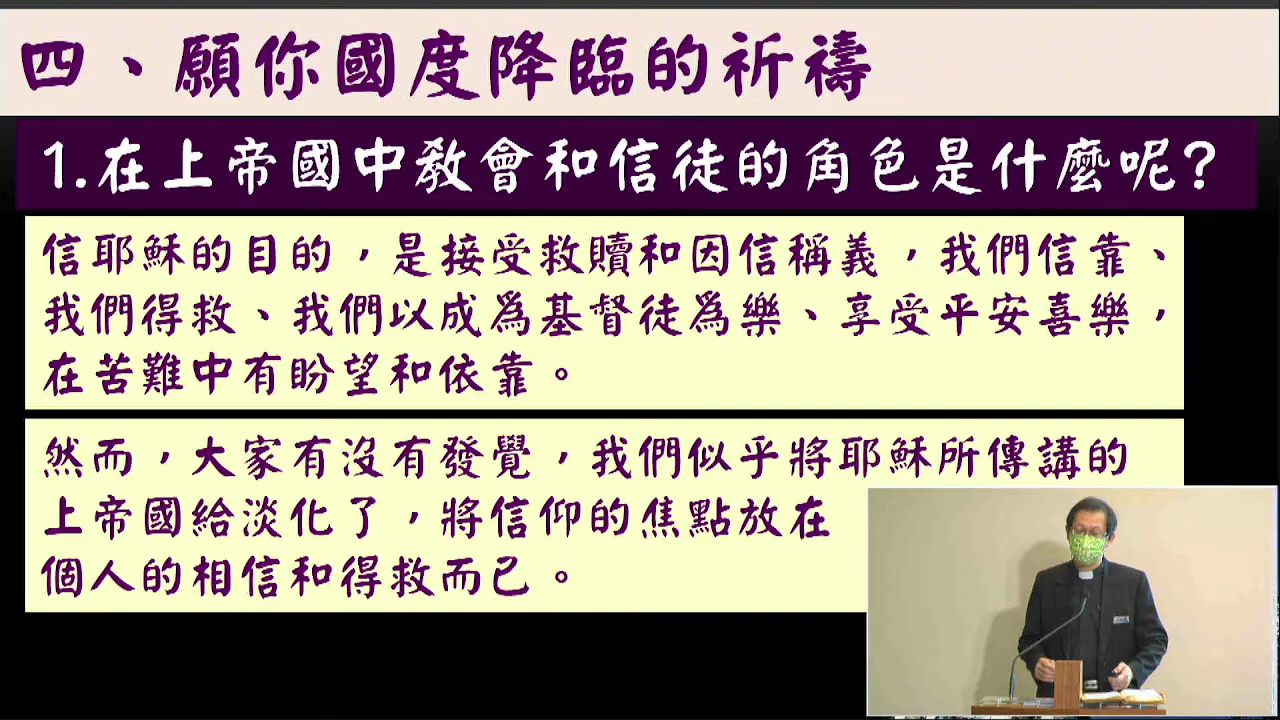 四、願你國度降臨的祈禱
1.在上帝國中教會和信徒的角色是什麼呢?
信耶穌的目的，是接受救贖和因信稱義，我們信靠、
我們得救、我們以成為基督徒為樂、享受平安喜樂，
在苦難中有盼望和依靠。
然而，大家有沒有發覺，我們似乎將耶穌所傳講的
上帝國給淡化了，將信仰的焦點放在
個人的相信和得救而已。